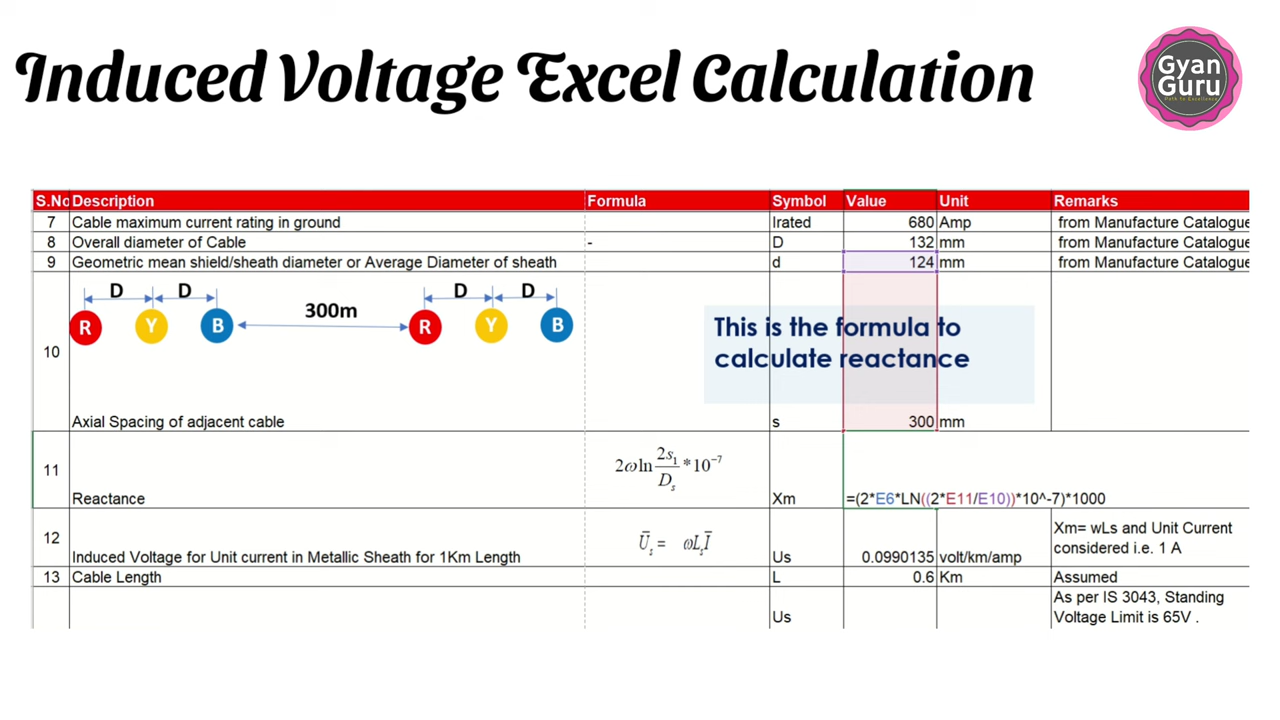 Induced Voltage Excel Calculation
Gyan
Guru
Path to Excellence
S.No Description Formula Symbol Value Unit Remarks
7 Cable maximum current rating in ground Irated 680 Amp from Manufacture Catalogue
8 Overall diameter of Cable - D 132 mm from Manufacture Catalogue
9 Geometric mean shield/sheath diameter or Average Diameter of sheath d 124 mm from Manufacture Catalogue
D D 300m D D
R Y B R Y B
This is the formula to
calculate reactance
10 Axial Spacing of adjacent cable s 300 mm
11 Reactance 2ωln 2s₁/Dₛ *10⁻⁷ Xm =(2*E6*LN((2*E11/E10))*10^-7)*1000
12 Induced Voltage for Unit current in Metallic Sheath for 1Km Length Ūₛ = ωLₛĪ Us 0.0990135 volt/km/amp Xm= wLs and Unit Current
considered i.e. 1 A
13 Cable Length L 0.6 Km Assumed
Us As per IS 3043, Standing
Voltage Limit is 65V .